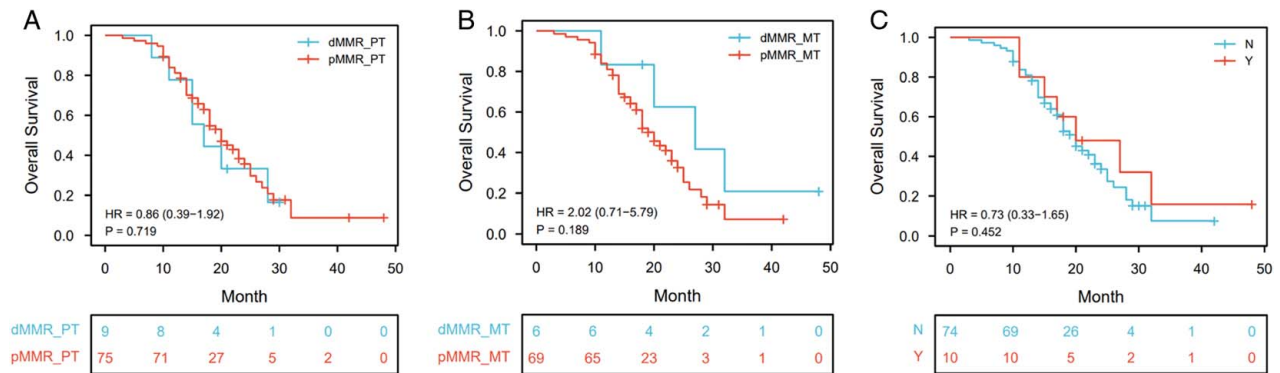 A
Overall Survival
1.0
0.8
0.6
0.4
0.2
0.0
dMMR_PT
pMMR_PT
HR = 0.86 (0.39−1.92)
P = 0.719
0 10 20 30 40 50
Month
dMMR_PT 9 8 4 1 0 0
pMMR_PT 75 71 27 5 2 0
B
Overall Survival
1.0
0.8
0.6
0.4
0.2
0.0
dMMR_MT
pMMR_MT
HR = 2.02 (0.71−5.79)
P = 0.189
0 10 20 30 40 50
Month
dMMR_MT 6 6 4 2 1 0
pMMR_MT 69 65 23 3 1 0
C
Overall Survival
1.0
0.8
0.6
0.4
0.2
0.0
N
Y
HR = 0.73 (0.33−1.65)
P = 0.452
0 10 20 30 40 50
Month
N 74 69 26 4 1 0
Y 10 10 5 2 1 0